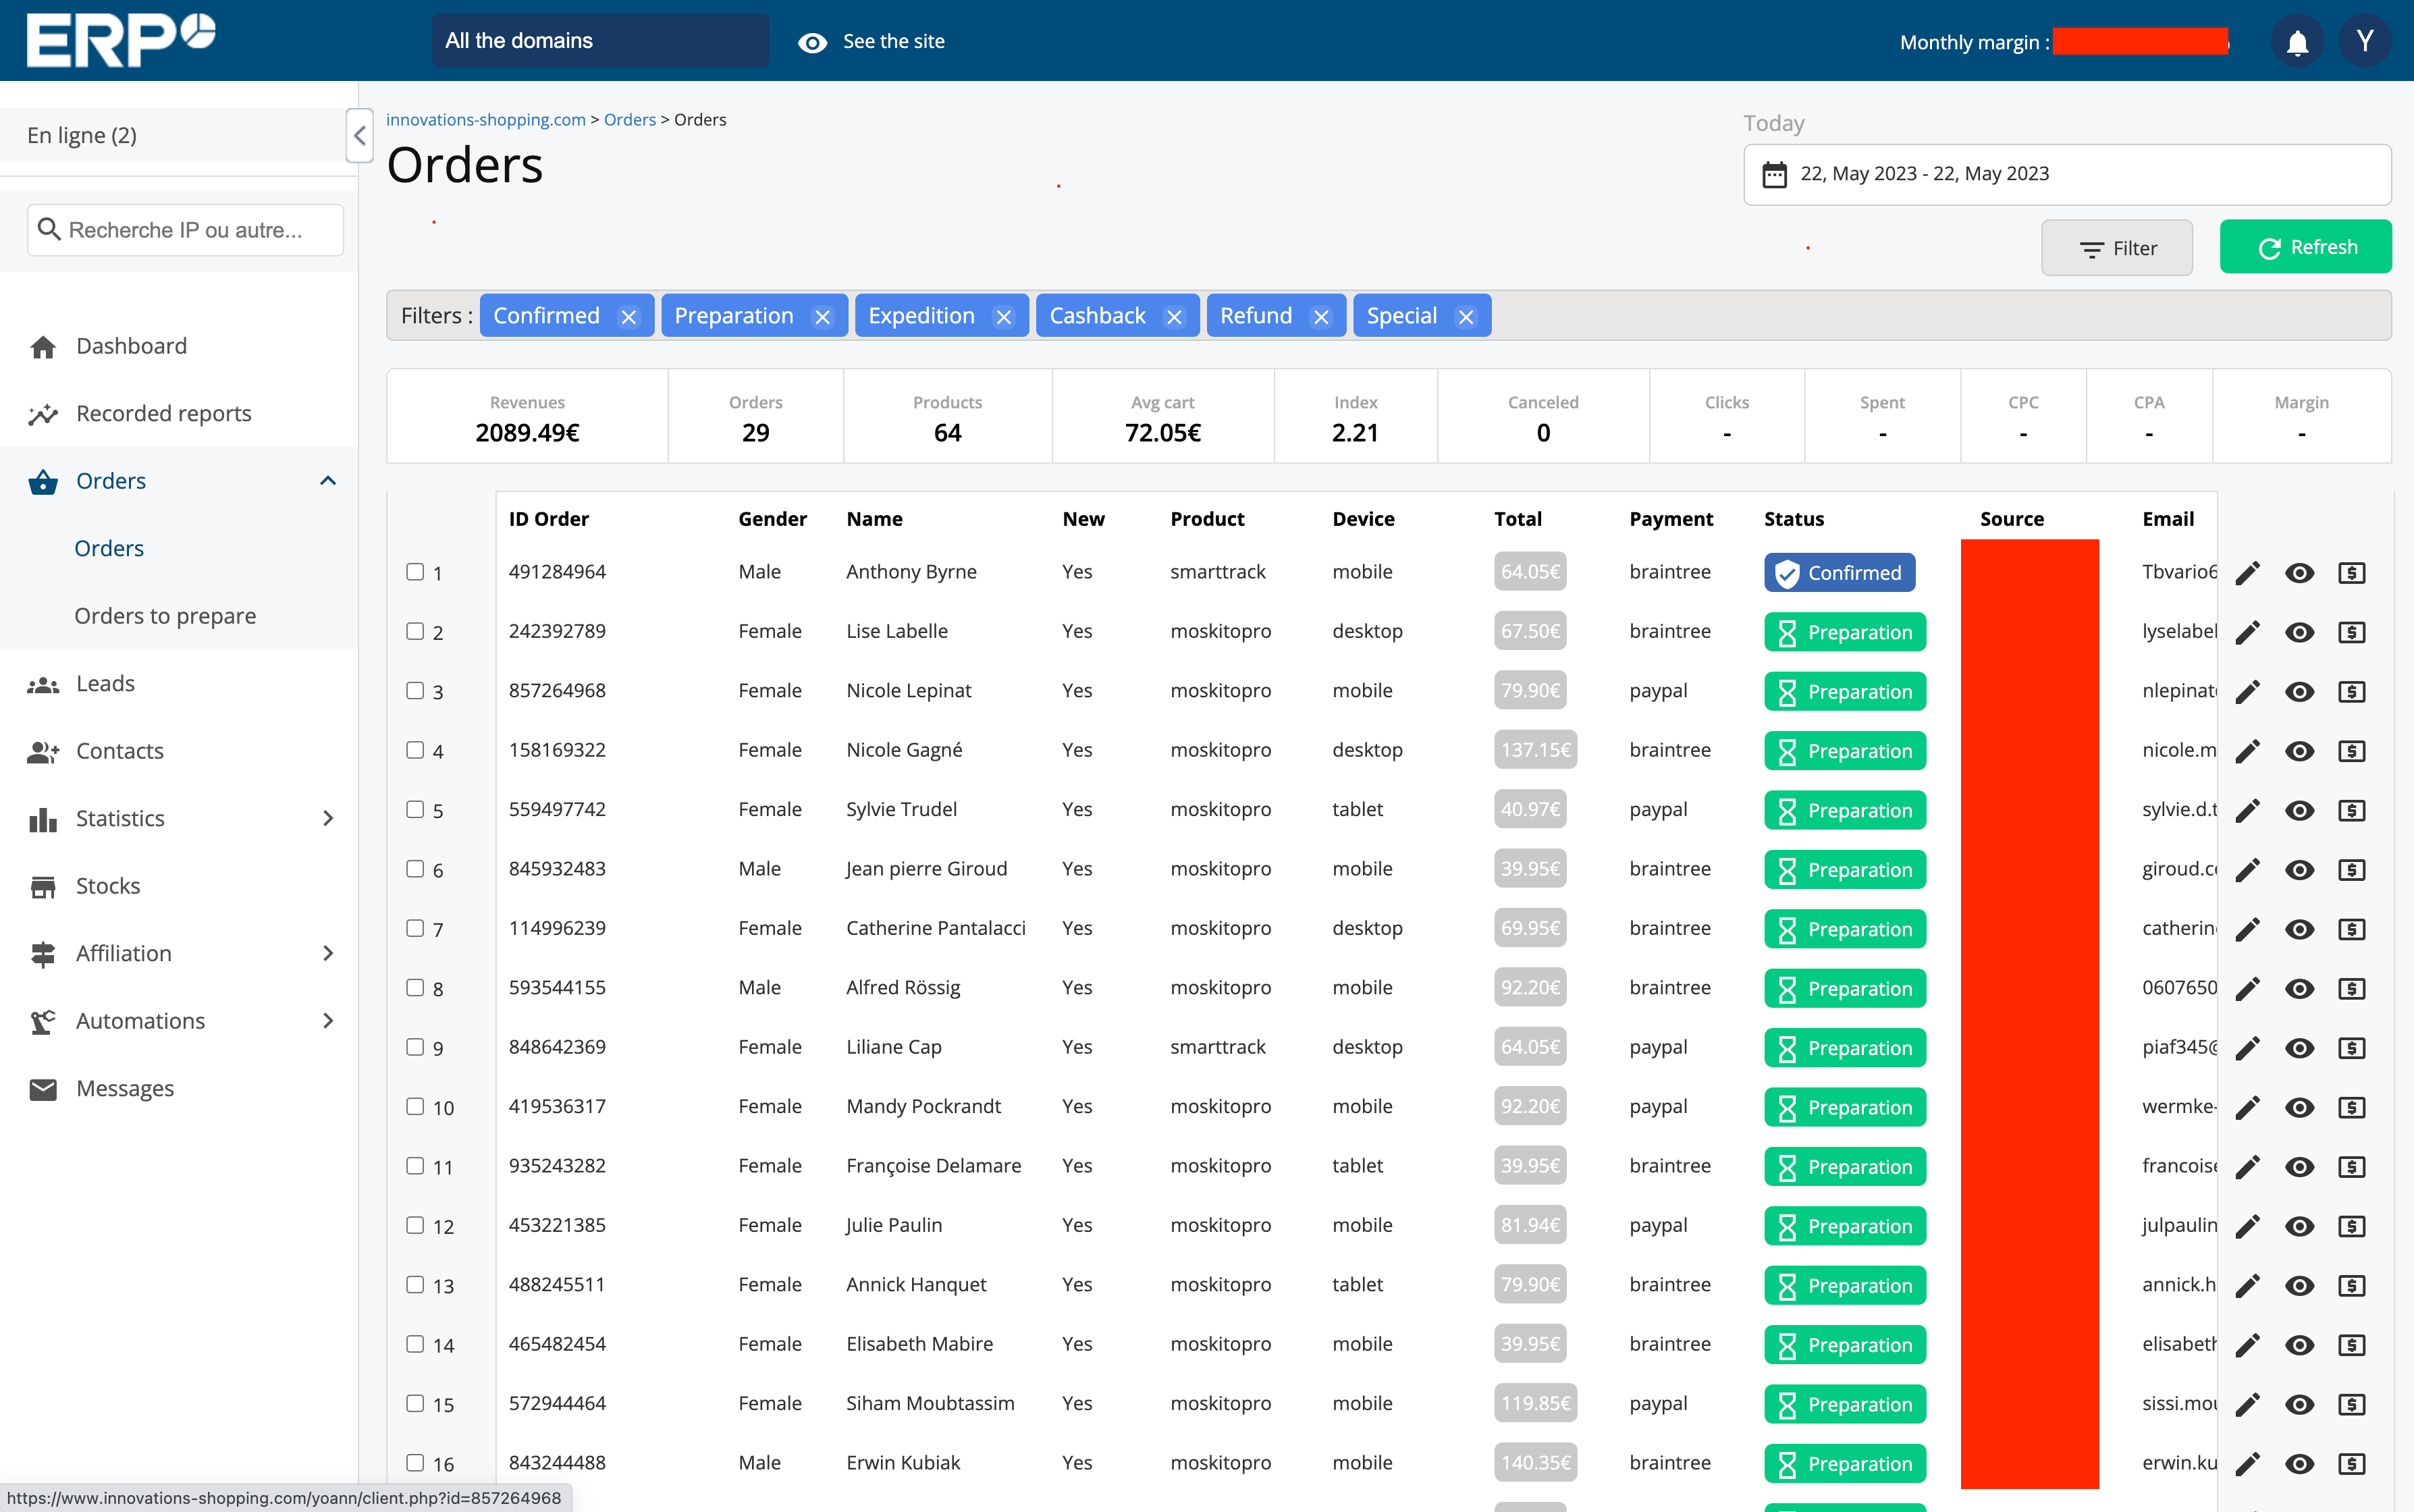 ERP
All the domains
See the site
Monthly margin :
Y
En ligne (2)
Recherche IP ou autre...
Dashboard
Recorded reports
Orders
Orders
Orders to prepare
Leads
Contacts
Statistics
Stocks
Affiliation
Automations
Messages
innovations-shopping.com > Orders > Orders
Orders
Today
22, May 2023 - 22, May 2023
Filter
Refresh
Filters : Confirmed Preparation Expedition Cashback Refund Special
Revenues Orders Products Avg cart Index Canceled Clicks Spent CPC CPA Margin
2089.49€ 29 64 72.05€ 2.21 0 - - - - -
ID Order Gender Name New Product Device Total Payment Status Source Email
1 491284964 Male Anthony Byrne Yes smarttrack mobile 64.05€ braintree Confirmed Tbvario6
2 242392789 Female Lise Labelle Yes moskitopro desktop 67.50€ braintree Preparation lyselabel
3 857264968 Female Nicole Lepinat Yes moskitopro mobile 79.90€ paypal Preparation nlepinat
4 158169322 Female Nicole Gagné Yes moskitopro desktop 137.15€ braintree Preparation nicole.m
5 559497742 Female Sylvie Trudel Yes moskitopro tablet 40.97€ paypal Preparation sylvie.d.t
6 845932483 Male Jean pierre Giroud Yes moskitopro mobile 39.95€ braintree Preparation giroud.c
7 114996239 Female Catherine Pantalacci Yes moskitopro desktop 69.95€ braintree Preparation catherin
8 593544155 Male Alfred Rössig Yes moskitopro mobile 92.20€ braintree Preparation 0607650
9 848642369 Female Liliane Cap Yes smarttrack desktop 64.05€ paypal Preparation piaf345@
10 419536317 Female Mandy Pockrandt Yes moskitopro mobile 92.20€ paypal Preparation wermke-
11 935243282 Female Françoise Delamare Yes moskitopro tablet 39.95€ braintree Preparation francoise
12 453221385 Female Julie Paulin Yes moskitopro mobile 81.94€ paypal Preparation julpaulin
13 488245511 Female Annick Hanquet Yes moskitopro tablet 79.90€ braintree Preparation annick.h
14 465482454 Female Elisabeth Mabire Yes moskitopro mobile 39.95€ braintree Preparation elisabeth
15 572944464 Female Siham Moubtassim Yes moskitopro mobile 119.85€ paypal Preparation sissi.mou
16 843244488 Male Erwin Kubiak Yes moskitopro mobile 140.35€ braintree Preparation erwin.ku
https://www.innovations-shopping.com/yoann/client.php?id=857264968